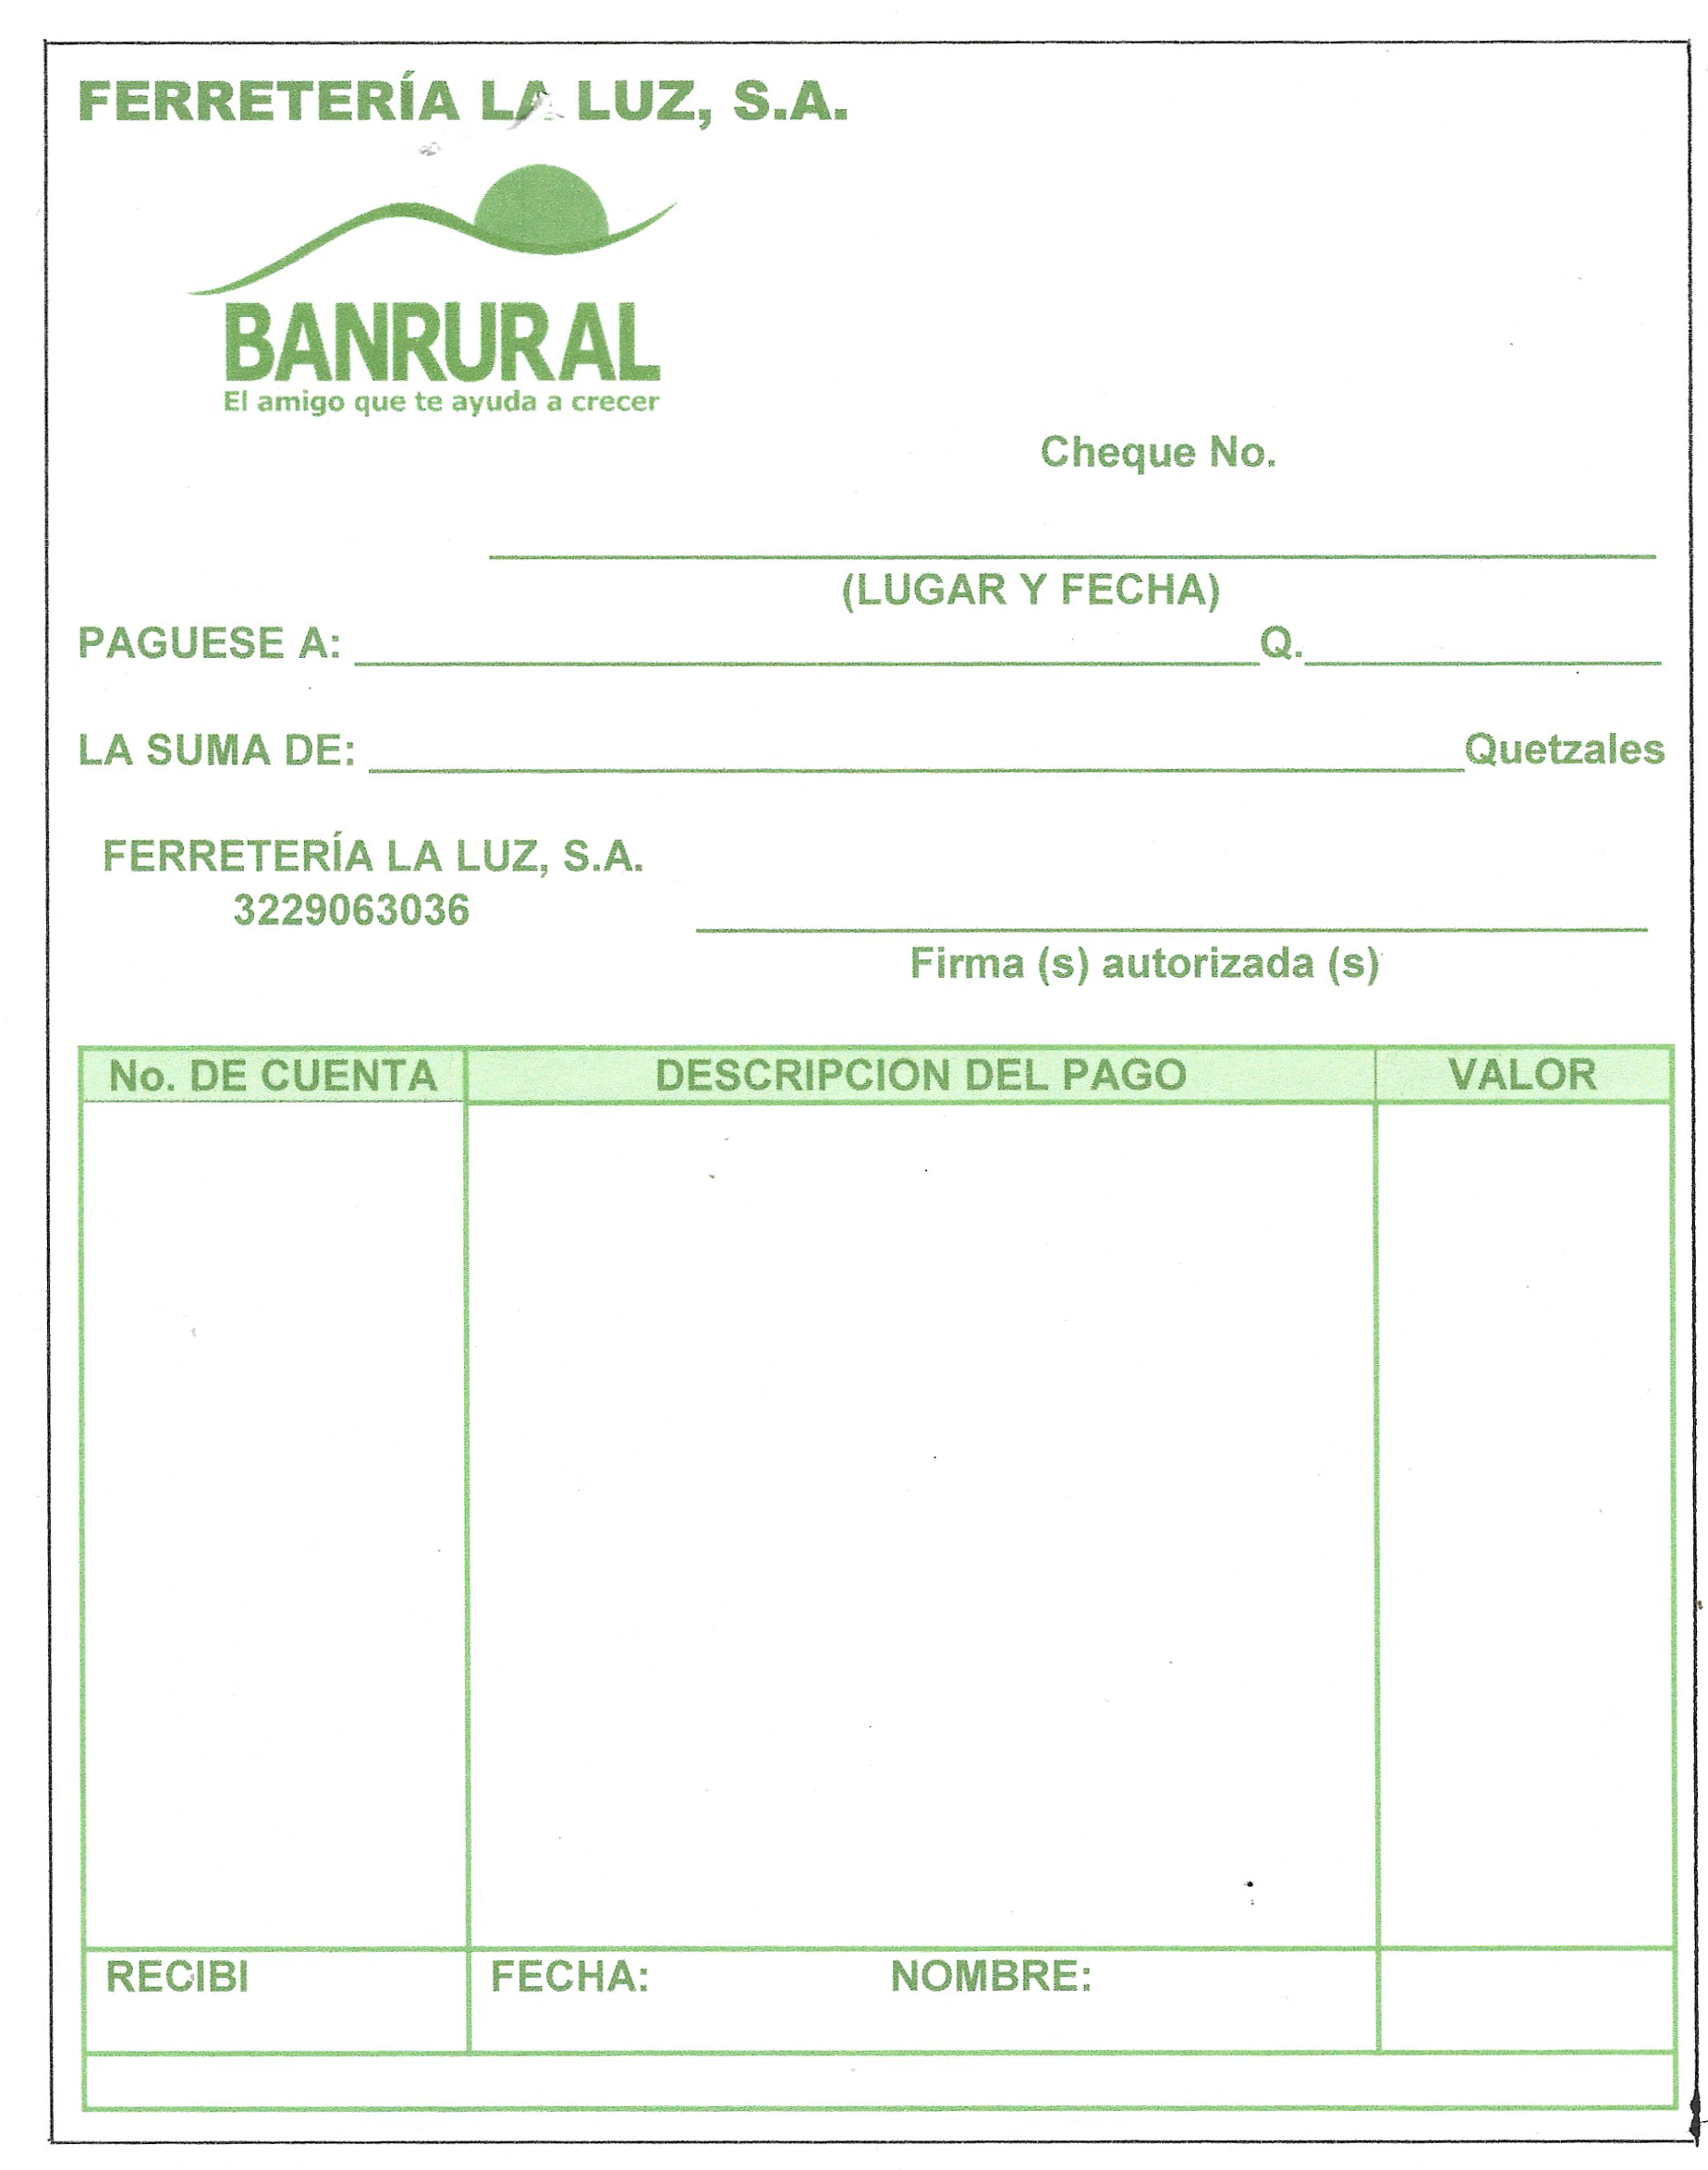 FERRETERÍA LA LUZ, S.A.
BANRURAL
El amigo que te ayuda a crecer
Cheque No.
(LUGAR Y FECHA)
PAGUESE A: Q.
LA SUMA DE: Quetzales
FERRETERÍA LA LUZ, S.A.
3229063036
Firma (s) autorizada (s)
No. DE CUENTA DESCRIPCION DEL PAGO VALOR
RECIBI FECHA: NOMBRE: